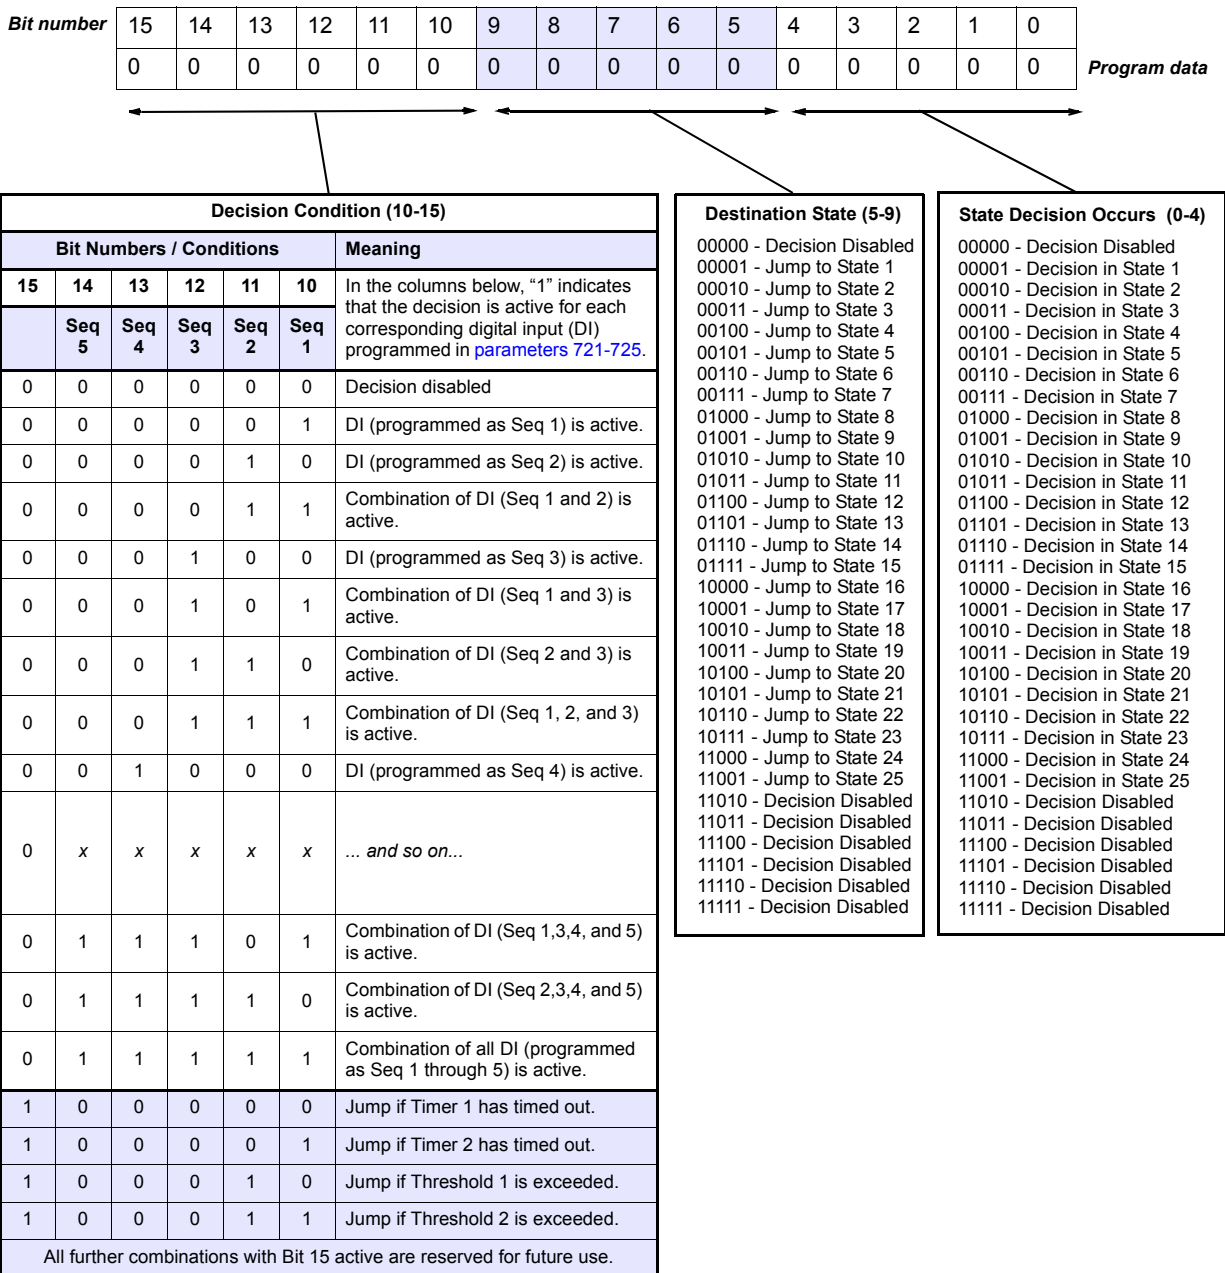 Bit number 15 14 13 12 11 10 9 8 7 6 5 4 3 2 1 0
0 0 0 0 0 0 0 0 0 0 0 0 0 0 0 0 Program data
Decision Condition (10-15)
Bit Numbers / Conditions Meaning
15 14 13 12 11 10
Seq 5 Seq 4 Seq 3 Seq 2 Seq 1
In the columns below, “1” indicates
that the decision is active for each
corresponding digital input (DI)
programmed in parameters 721-725.
0 0 0 0 0 0 Decision disabled
0 0 0 0 0 1 DI (programmed as Seq 1) is active.
0 0 0 0 1 0 DI (programmed as Seq 2) is active.
0 0 0 0 1 1 Combination of DI (Seq 1 and 2) is
active.
0 0 0 1 0 0 DI (programmed as Seq 3) is active.
0 0 0 1 0 1 Combination of DI (Seq 1 and 3) is
active.
0 0 0 1 1 0 Combination of DI (Seq 2 and 3) is
active.
0 0 0 1 1 1 Combination of DI (Seq 1, 2, and 3)
is active.
0 0 1 0 0 0 DI (programmed as Seq 4) is active.
0 x x x x x ... and so on...
0 1 1 1 0 1 Combination of DI (Seq 1,3,4, and 5)
is active.
0 1 1 1 1 0 Combination of DI (Seq 2,3,4, and 5)
is active.
0 1 1 1 1 1 Combination of all DI (programmed
as Seq 1 through 5) is active.
1 0 0 0 0 0 Jump if Timer 1 has timed out.
1 0 0 0 0 1 Jump if Timer 2 has timed out.
1 0 0 0 1 0 Jump if Threshold 1 is exceeded.
1 0 0 0 1 1 Jump if Threshold 2 is exceeded.
All further combinations with Bit 15 active are reserved for future use.
Destination State (5-9)
00000 - Decision Disabled
00001 - Jump to State 1
00010 - Jump to State 2
00011 - Jump to State 3
00100 - Jump to State 4
00101 - Jump to State 5
00110 - Jump to State 6
00111 - Jump to State 7
01000 - Jump to State 8
01001 - Jump to State 9
01010 - Jump to State 10
01011 - Jump to State 11
01100 - Jump to State 12
01101 - Jump to State 13
01110 - Jump to State 14
01111 - Jump to State 15
10000 - Jump to State 16
10001 - Jump to State 17
10010 - Jump to State 18
10011 - Jump to State 19
10100 - Jump to State 20
10101 - Jump to State 21
10110 - Jump to State 22
10111 - Jump to State 23
11000 - Jump to State 24
11001 - Jump to State 25
11010 - Decision Disabled
11011 - Decision Disabled
11100 - Decision Disabled
11101 - Decision Disabled
11110 - Decision Disabled
11111 - Decision Disabled
State Decision Occurs (0-4)
00000 - Decision Disabled
00001 - Decision in State 1
00010 - Decision in State 2
00011 - Decision in State 3
00100 - Decision in State 4
00101 - Decision in State 5
00110 - Decision in State 6
00111 - Decision in State 7
01000 - Decision in State 8
01001 - Decision in State 9
01010 - Decision in State 10
01011 - Decision in State 11
01100 - Decision in State 12
01101 - Decision in State 13
01110 - Decision in State 14
01111 - Decision in State 15
10000 - Decision in State 16
10001 - Decision in State 17
10010 - Decision in State 18
10011 - Decision in State 19
10100 - Decision in State 20
10101 - Decision in State 21
10110 - Decision in State 22
10111 - Decision in State 23
11000 - Decision in State 24
11001 - Decision in State 25
11010 - Decision Disabled
11011 - Decision Disabled
11100 - Decision Disabled
11101 - Decision Disabled
11110 - Decision Disabled
11111 - Decision Disabled